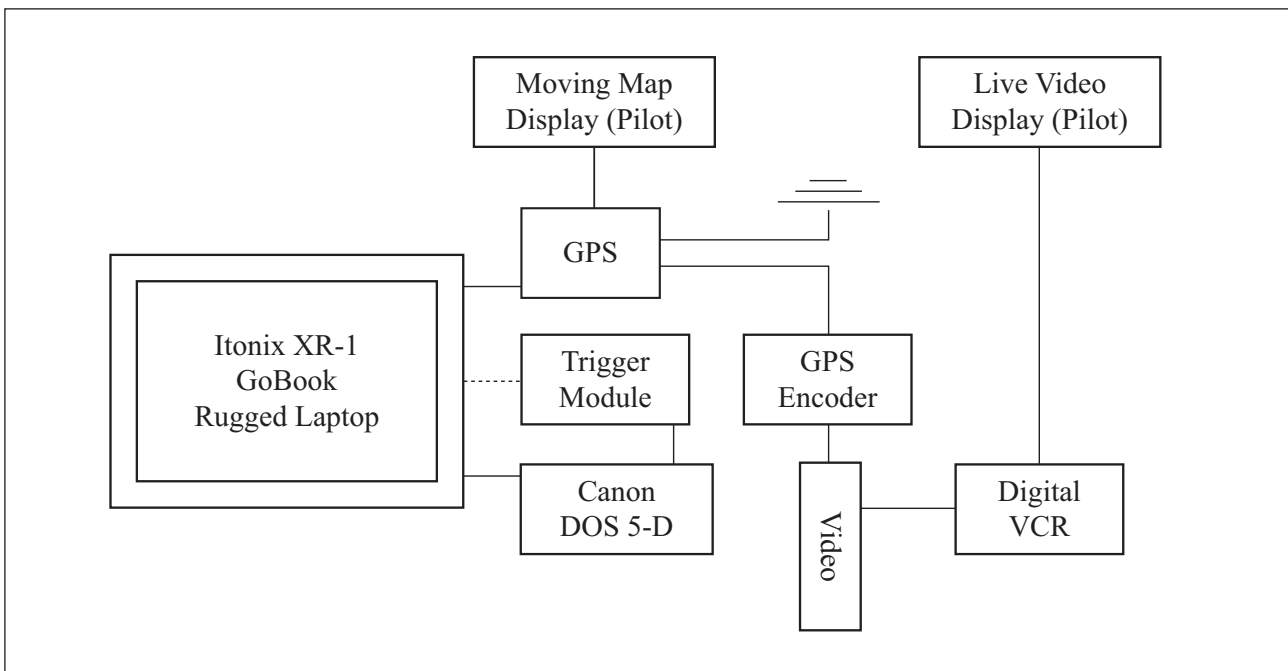 Moving Map
Display (Pilot)
Live Video
Display (Pilot)
GPS
Itonix XR-1
GoBook
Rugged Laptop
Trigger
Module
GPS
Encoder
Canon
DOS 5-D
Video
Digital
VCR